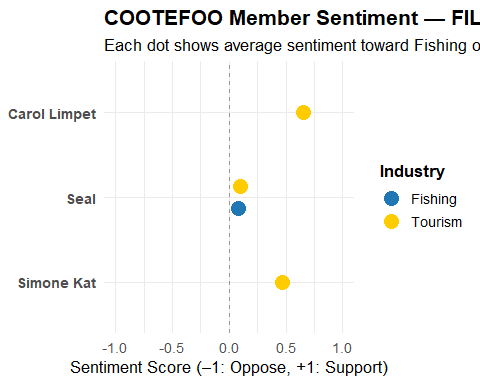 COOTEFOO Member Sentiment — FIL
Each dot shows average sentiment toward Fishing o
Carol Limpet
Seal
Simone Kat
Industry
Fishing
Tourism
-1.0 -0.5 0.0 0.5 1.0
Sentiment Score (–1: Oppose, +1: Support)